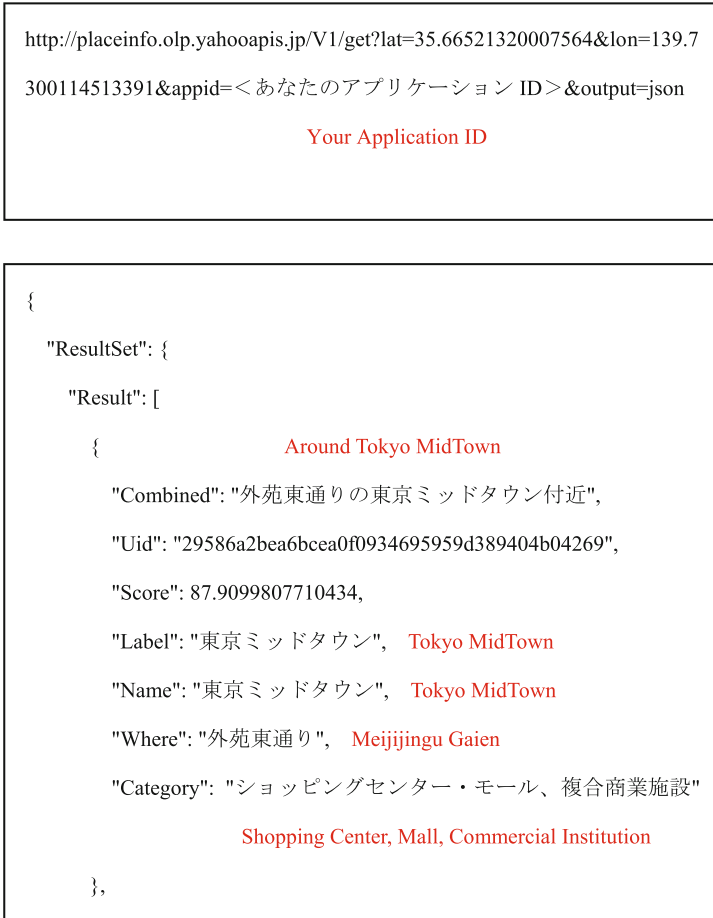 http://placeinfo.olp.yahooapis.jp/V1/get?lat=35.66521320007564&lon=139.7
300114513391&appid=＜あなたのアプリケーション ID＞&output=json
Your Application ID
{
"ResultSet": {
"Result": [
{ Around Tokyo MidTown
"Combined": "外苑東通りの東京ミッドタウン付近",
"Uid": "29586a2bea6bcea0f0934695959d389404b04269",
"Score": 87.9099807710434,
"Label": "東京ミッドタウン", Tokyo MidTown
"Name": "東京ミッドタウン", Tokyo MidTown
"Where": "外苑東通り", Meijijingu Gaien
"Category": "ショッピングセンター・モール、複合商業施設"
Shopping Center, Mall, Commercial Institution
},